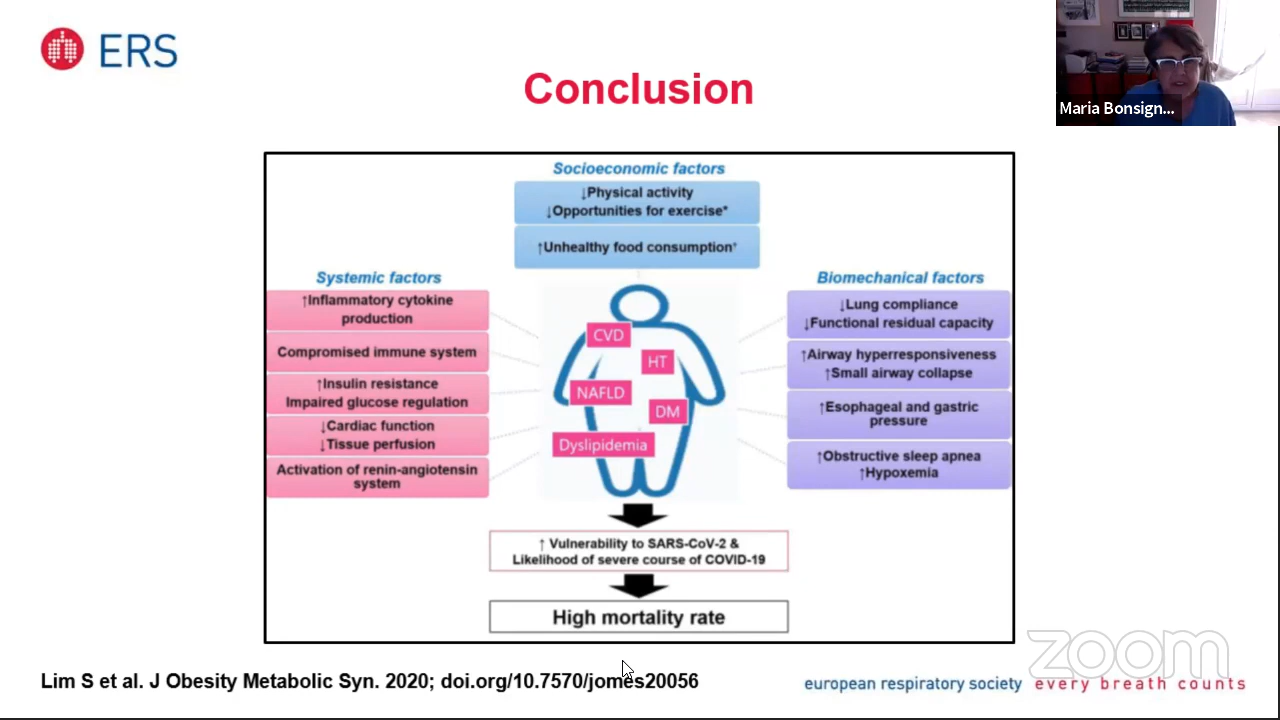 ERS
Conclusion
Maria Bonsign...
Socioeconomic factors
↓Physical activity
↓Opportunities for exercise*
↑Unhealthy food consumption†
Systemic factors
↑Inflammatory cytokine
production
Compromised immune system
↑Insulin resistance
Impaired glucose regulation
↓Cardiac function
↓Tissue perfusion
Activation of renin-angiotensin
system
CVD
HT
NAFLD
DM
Dyslipidemia
Biomechanical factors
↓Lung compliance
↓Functional residual capacity
↑Airway hyperresponsiveness
↑Small airway collapse
↑Esophageal and gastric
pressure
↑Obstructive sleep apnea
↑Hypoxemia
↑ Vulnerability to SARS-CoV-2 &
Likelihood of severe course of COVID-19
High mortality rate
zoom
Lim S et al. J Obesity Metabolic Syn. 2020; doi.org/10.7570/jomes20056
european respiratory society every breath counts